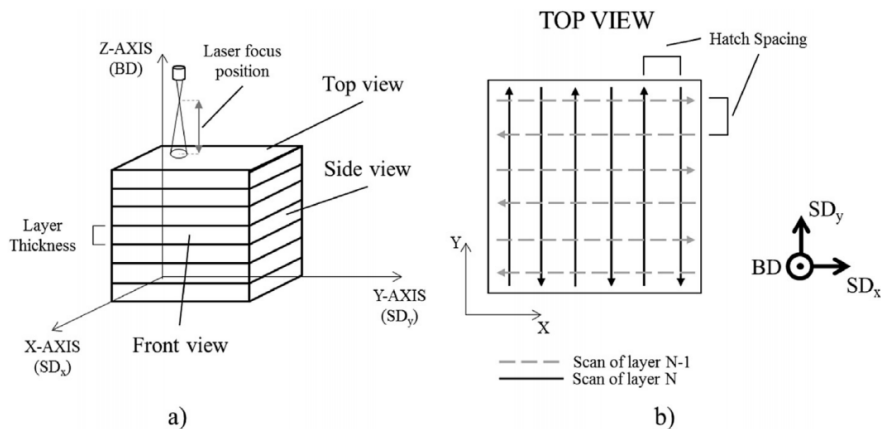 Z-AXIS
(BD)
Laser focus
position
Top view
Side view
Layer
Thickness
Y-AXIS
(SDy)
X-AXIS
(SDx)
Front view
a)
TOP VIEW
Hatch Spacing
Y
X
SDy
BD
SDx
Scan of layer N-1
Scan of layer N
b)